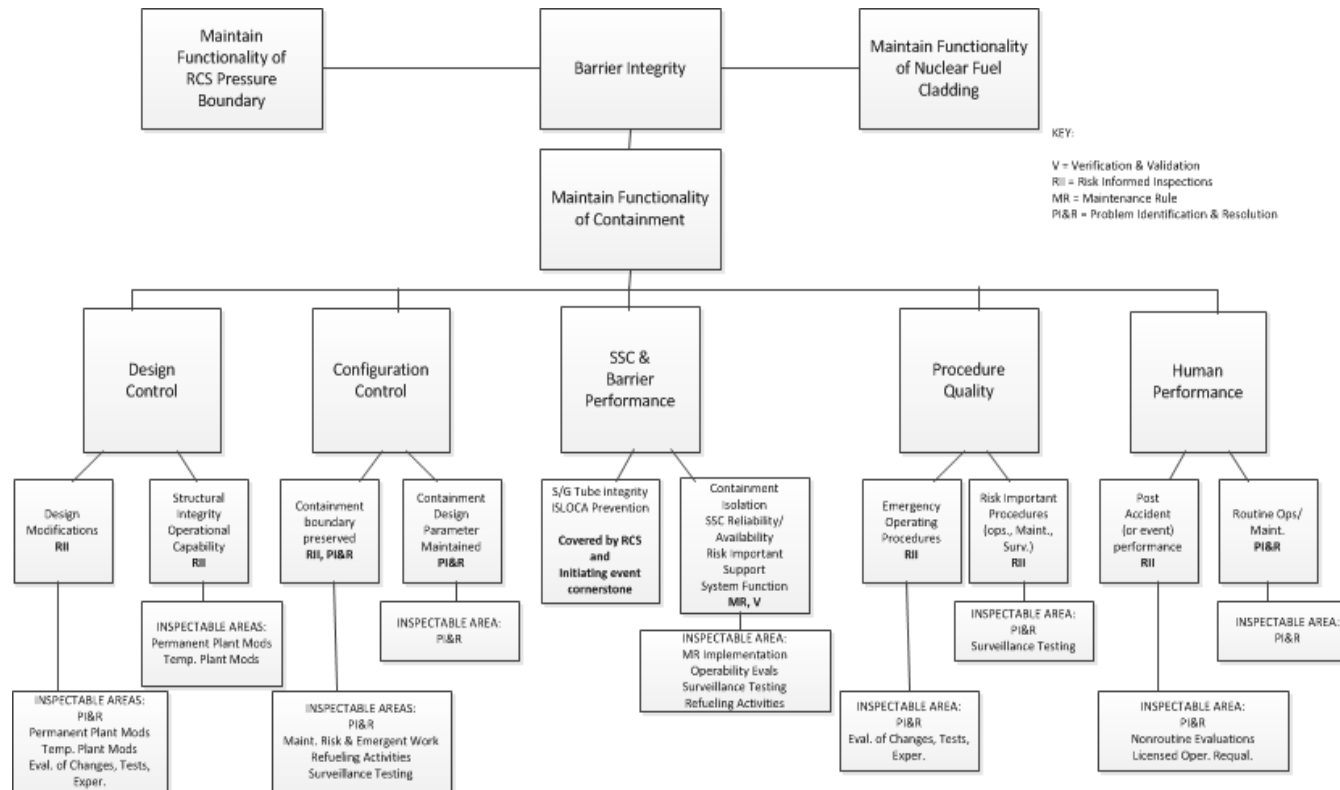 Maintain
Functionality of
RCS Pressure
Boundary
Barrier Integrity
Maintain Functionality
of Nuclear Fuel
Cladding
KEY:
V = Verification & Validation
RII = Risk Informed Inspections
MR = Maintenance Rule
PI&R = Problem Identification & Resolution
Maintain Functionality
of Containment
Design
Control
Configuration
Control
SSC &
Barrier
Performance
Procedure
Quality
Human
Performance
Design
Modifications
RII
Structural
Integrity
Operational
Capability
RII
Containment
boundary
preserved
RII, PI&R
Containment
Design
Parameter
Maintained
PI&R
S/G Tube integrity
ISLOCA Prevention
Covered by RCS
and
Initiating event
cornerstone
Containment
Isolation
SSC Reliability/
Availability
Risk Important
Support
System Function
MR, V
Emergency
Operating
Procedures
RII
Risk Important
Procedures
(ops., Maint.,
Surv.)
RII
Post
Accident
(or event)
performance
RII
Routine Ops/
Maint.
PI&R
INSPECTABLE AREAS:
PI&R
Permanent Plant Mods
Temp. Plant Mods
Eval. of Changes, Tests,
Exper.
INSPECTABLE AREAS:
Permanent Plant Mods
Temp. Plant Mods
INSPECTABLE AREAS:
PI&R
Maint. Risk & Emergent Work
Refueling Activities
Surveillance Testing
INSPECTABLE AREA:
PI&R
INSPECTABLE AREA:
MR Implementation
Operability Evals
Surveillance Testing
Refueling Activities
INSPECTABLE AREA:
PI&R
Eval. of Changes, Tests,
Exper.
INSPECTABLE AREA:
PI&R
Surveillance Testing
INSPECTABLE AREA:
PI&R
Nonroutine Evaluations
Licensed Oper. Requal.
INSPECTABLE AREA:
PI&R